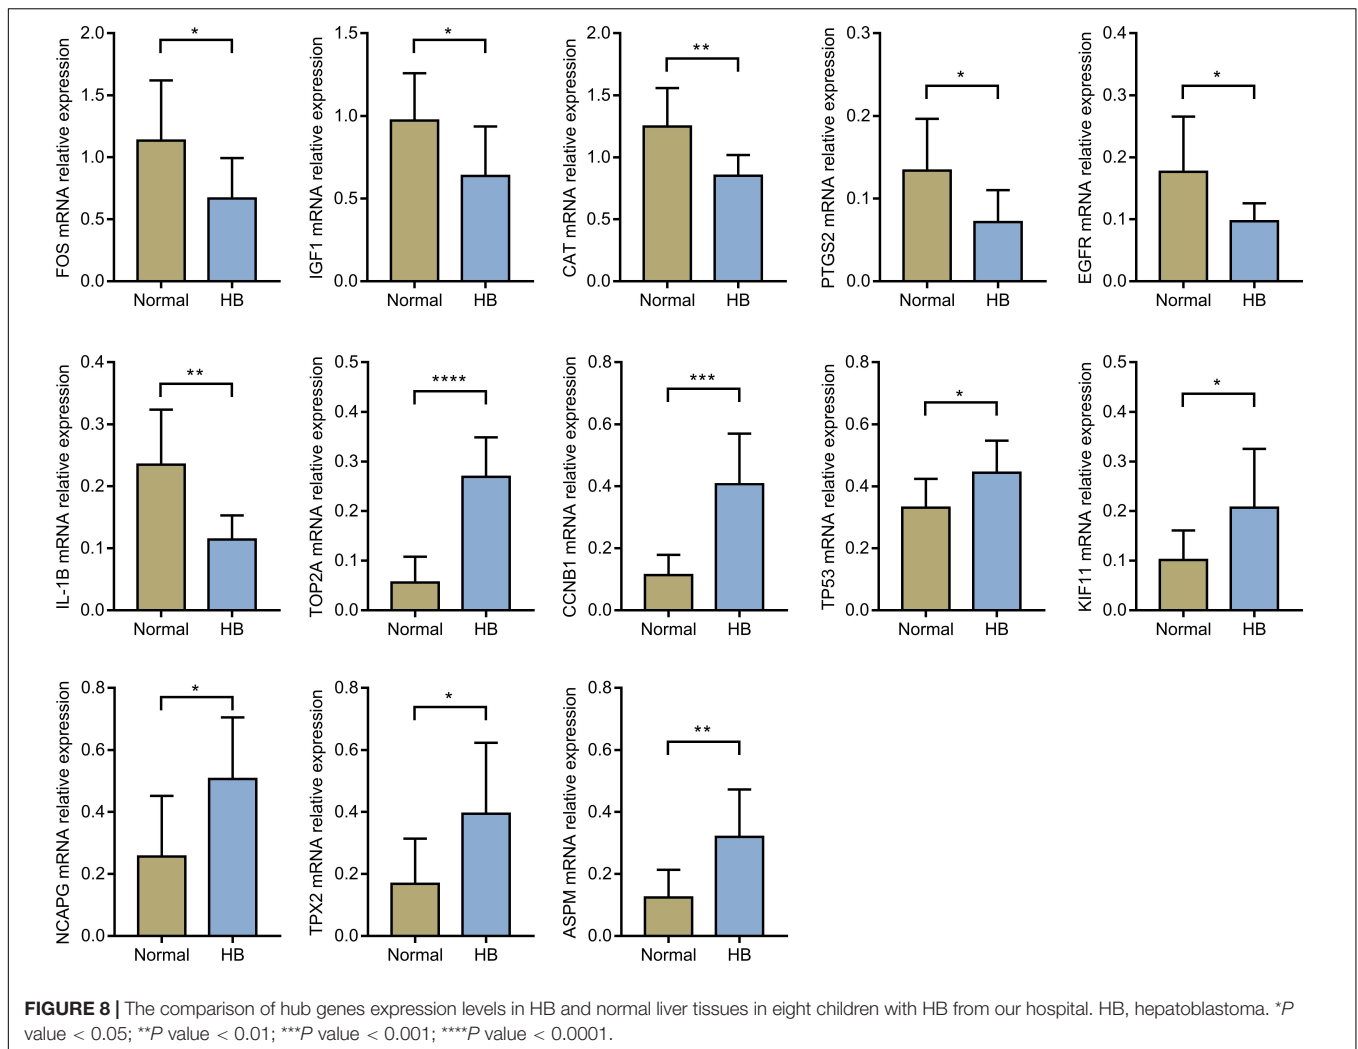 FOS mRNA relative expression
2.0
1.5
1.0
0.5
0.0
*
Normal HB
IGF1 mRNA relative expression
1.5
1.0
0.5
0.0
*
Normal HB
CAT mRNA relative expression
2.0
1.5
1.0
0.5
0.0
**
Normal HB
PTGS2 mRNA relative expression
0.3
0.2
0.1
0.0
*
Normal HB
EGFR mRNA relative expression
0.4
0.3
0.2
0.1
0.0
*
Normal HB
IL-1B mRNA relative expression
0.4
0.3
0.2
0.1
0.0
**
Normal HB
TOP2A mRNA relative expression
0.5
0.4
0.3
0.2
0.1
0.0
****
Normal HB
CCNB1 mRNA relative expression
0.8
0.6
0.4
0.2
0.0
***
Normal HB
TP53 mRNA relative expression
0.8
0.6
0.4
0.2
0.0
*
Normal HB
KIF11 mRNA relative expression
0.5
0.4
0.3
0.2
0.1
0.0
*
Normal HB
NCAPG mRNA relative expression
0.8
0.6
0.4
0.2
0.0
*
Normal HB
TPX2 mRNA relative expression
0.8
0.6
0.4
0.2
0.0
*
Normal HB
ASPM mRNA relative expression
0.8
0.6
0.4
0.2
0.0
**
Normal HB
FIGURE 8 | The comparison of hub genes expression levels in HB and normal liver tissues in eight children with HB from our hospital. HB, hepatoblastoma. *P
value < 0.05; **P value < 0.01; ***P value < 0.001; ****P value < 0.0001.